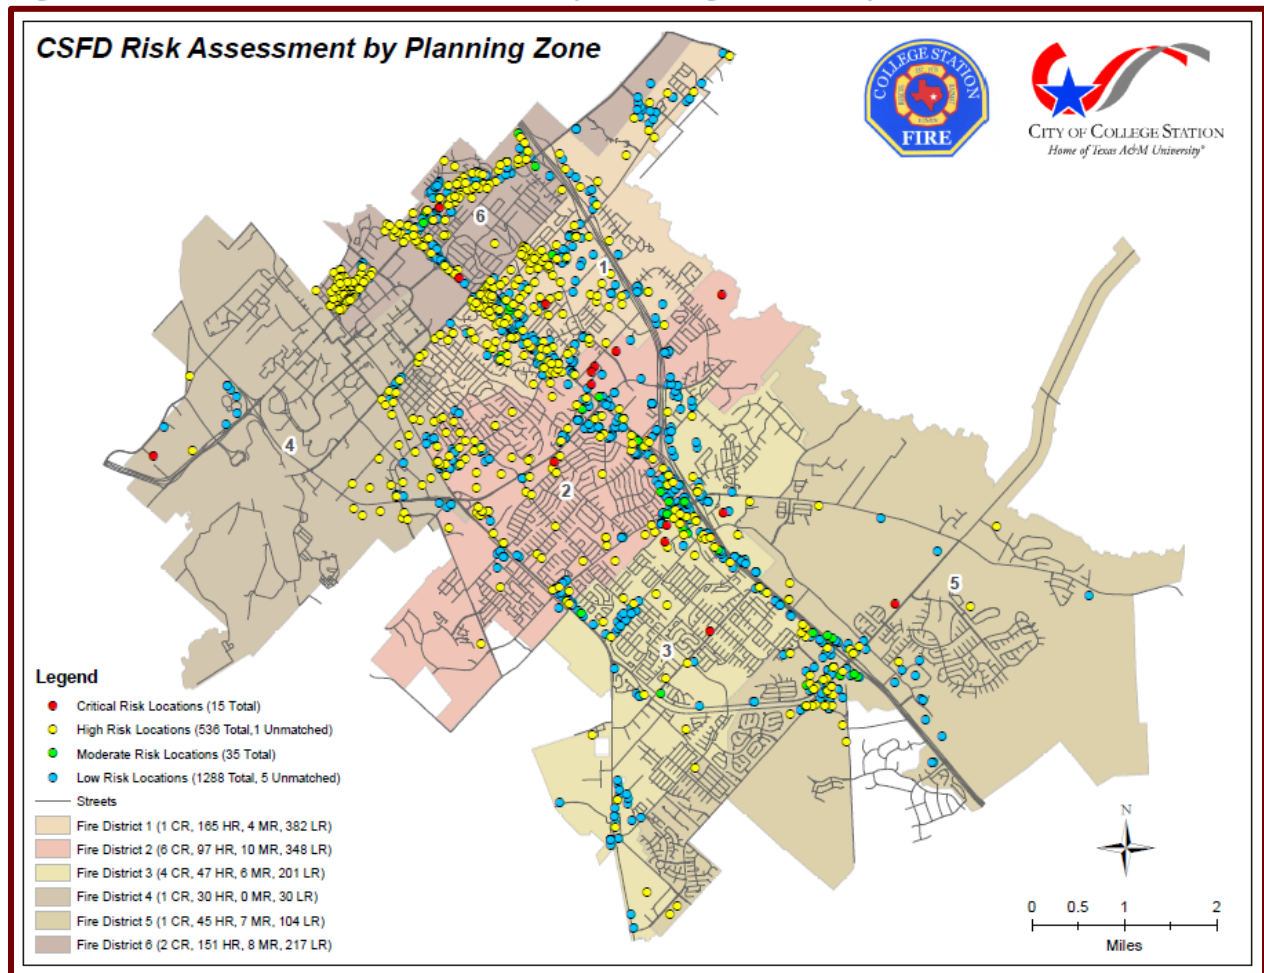 CSFD Risk Assessment by Planning Zone
COLLEGE STATION
FIRE
CITY OF COLLEGE STATION
Home of Texas A&M University®
6
1
4
2
5
3
Legend
Critical Risk Locations (15 Total)
High Risk Locations (536 Total,1 Unmatched)
Moderate Risk Locations (35 Total)
Low Risk Locations (1288 Total, 5 Unmatched)
Streets
Fire District 1 (1 CR, 165 HR, 4 MR, 382 LR)
Fire District 2 (6 CR, 97 HR, 10 MR, 348 LR)
Fire District 3 (4 CR, 47 HR, 6 MR, 201 LR)
Fire District 4 (1 CR, 30 HR, 0 MR, 30 LR)
Fire District 5 (1 CR, 45 HR, 7 MR, 104 LR)
Fire District 6 (2 CR, 151 HR, 8 MR, 217 LR)
N
0 0.5 1 2
Miles